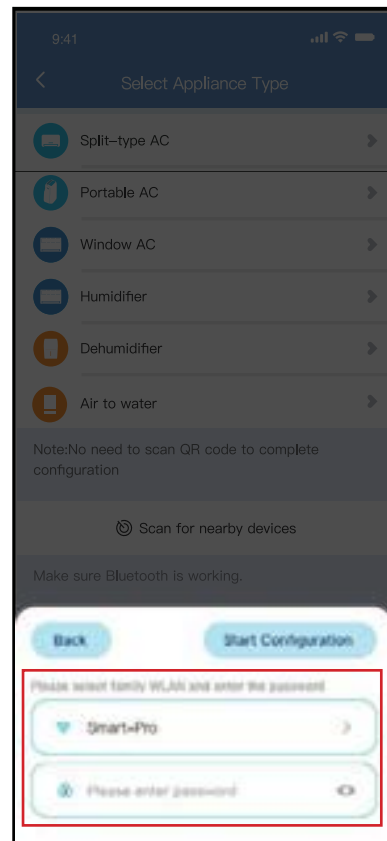 9:41
Select Appliance Type
Split-type AC
Portable AC
Window AC
Humidifier
Dehumidifier
Air to water
Note:No need to scan QR code to complete
configuration
Scan for nearby devices
Make sure Bluetooth is working.
Back
Start Configuration
Please select family WLAN and enter the password
Smart-Pro
Please enter password